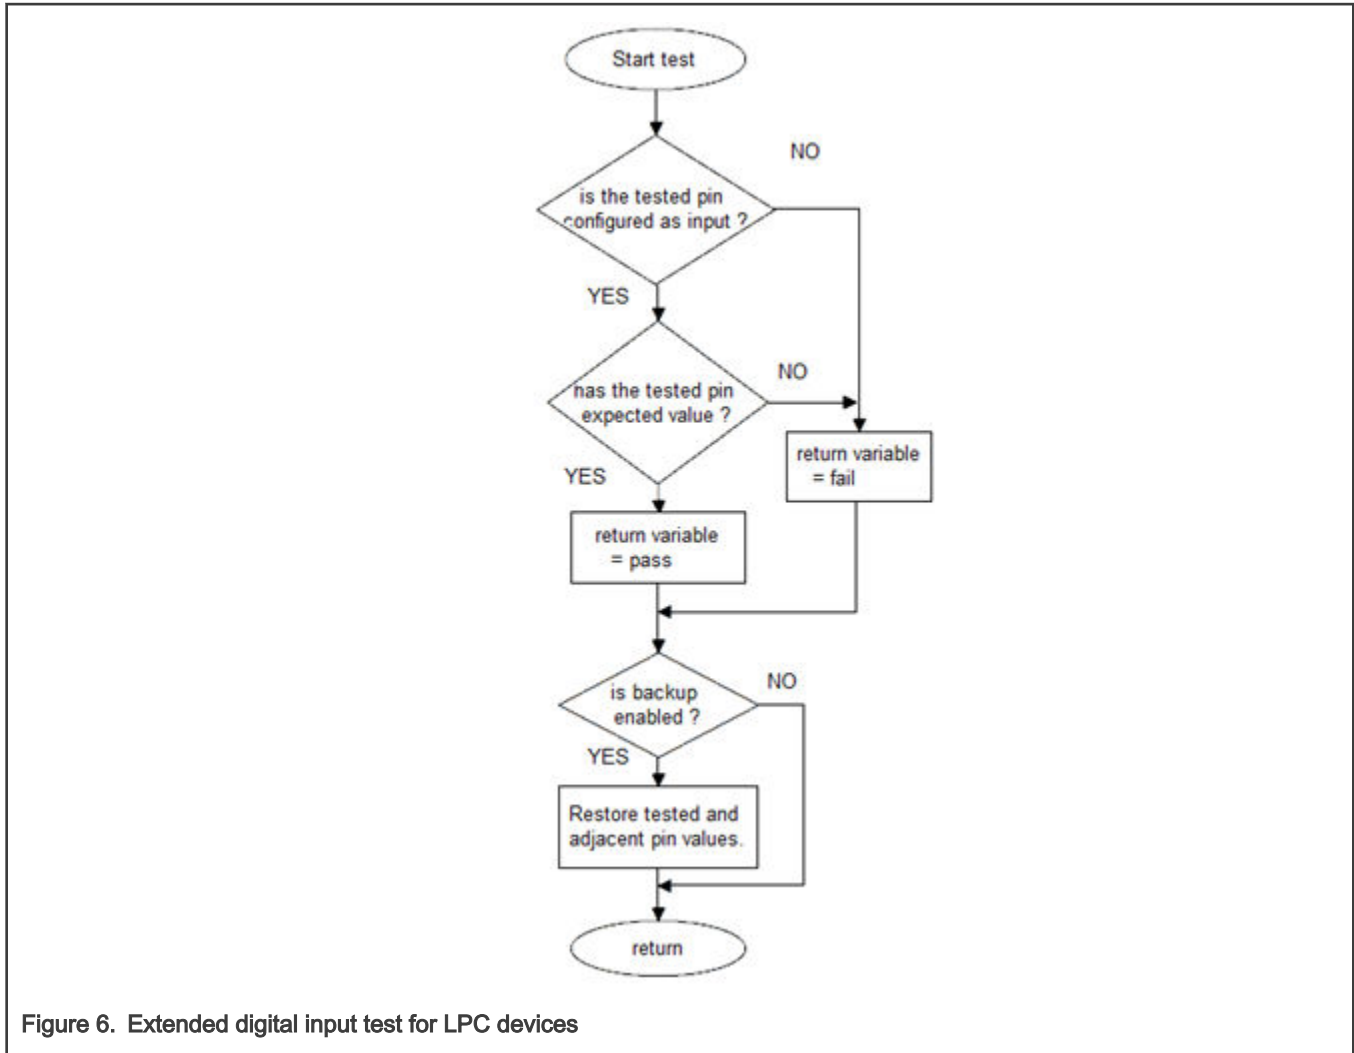 Start test
NO
is the tested pin
configured as input ?
YES
NO
has the tested pin
expected value ?
return variable
= fail
YES
return variable
= pass
NO
is backup
enabled ?
YES
Restore tested and
adjacent pin values.
return
Figure 6. Extended digital input test for LPC devices